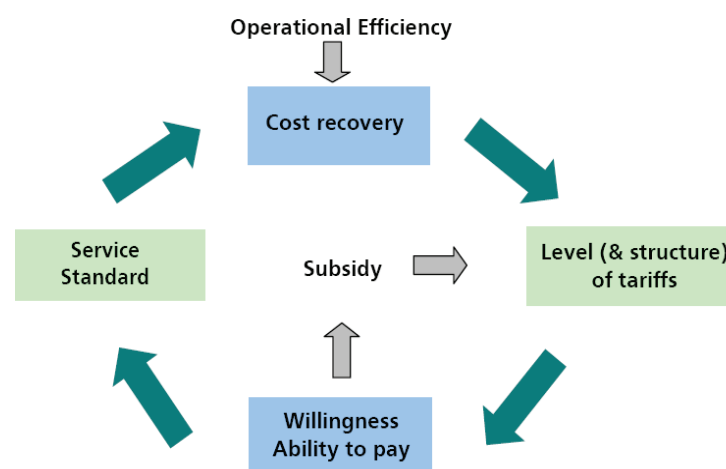 Operational Efficiency
Cost recovery
Service
Standard
Subsidy
Level (& structure)
of tariffs
Willingness
Ability to pay